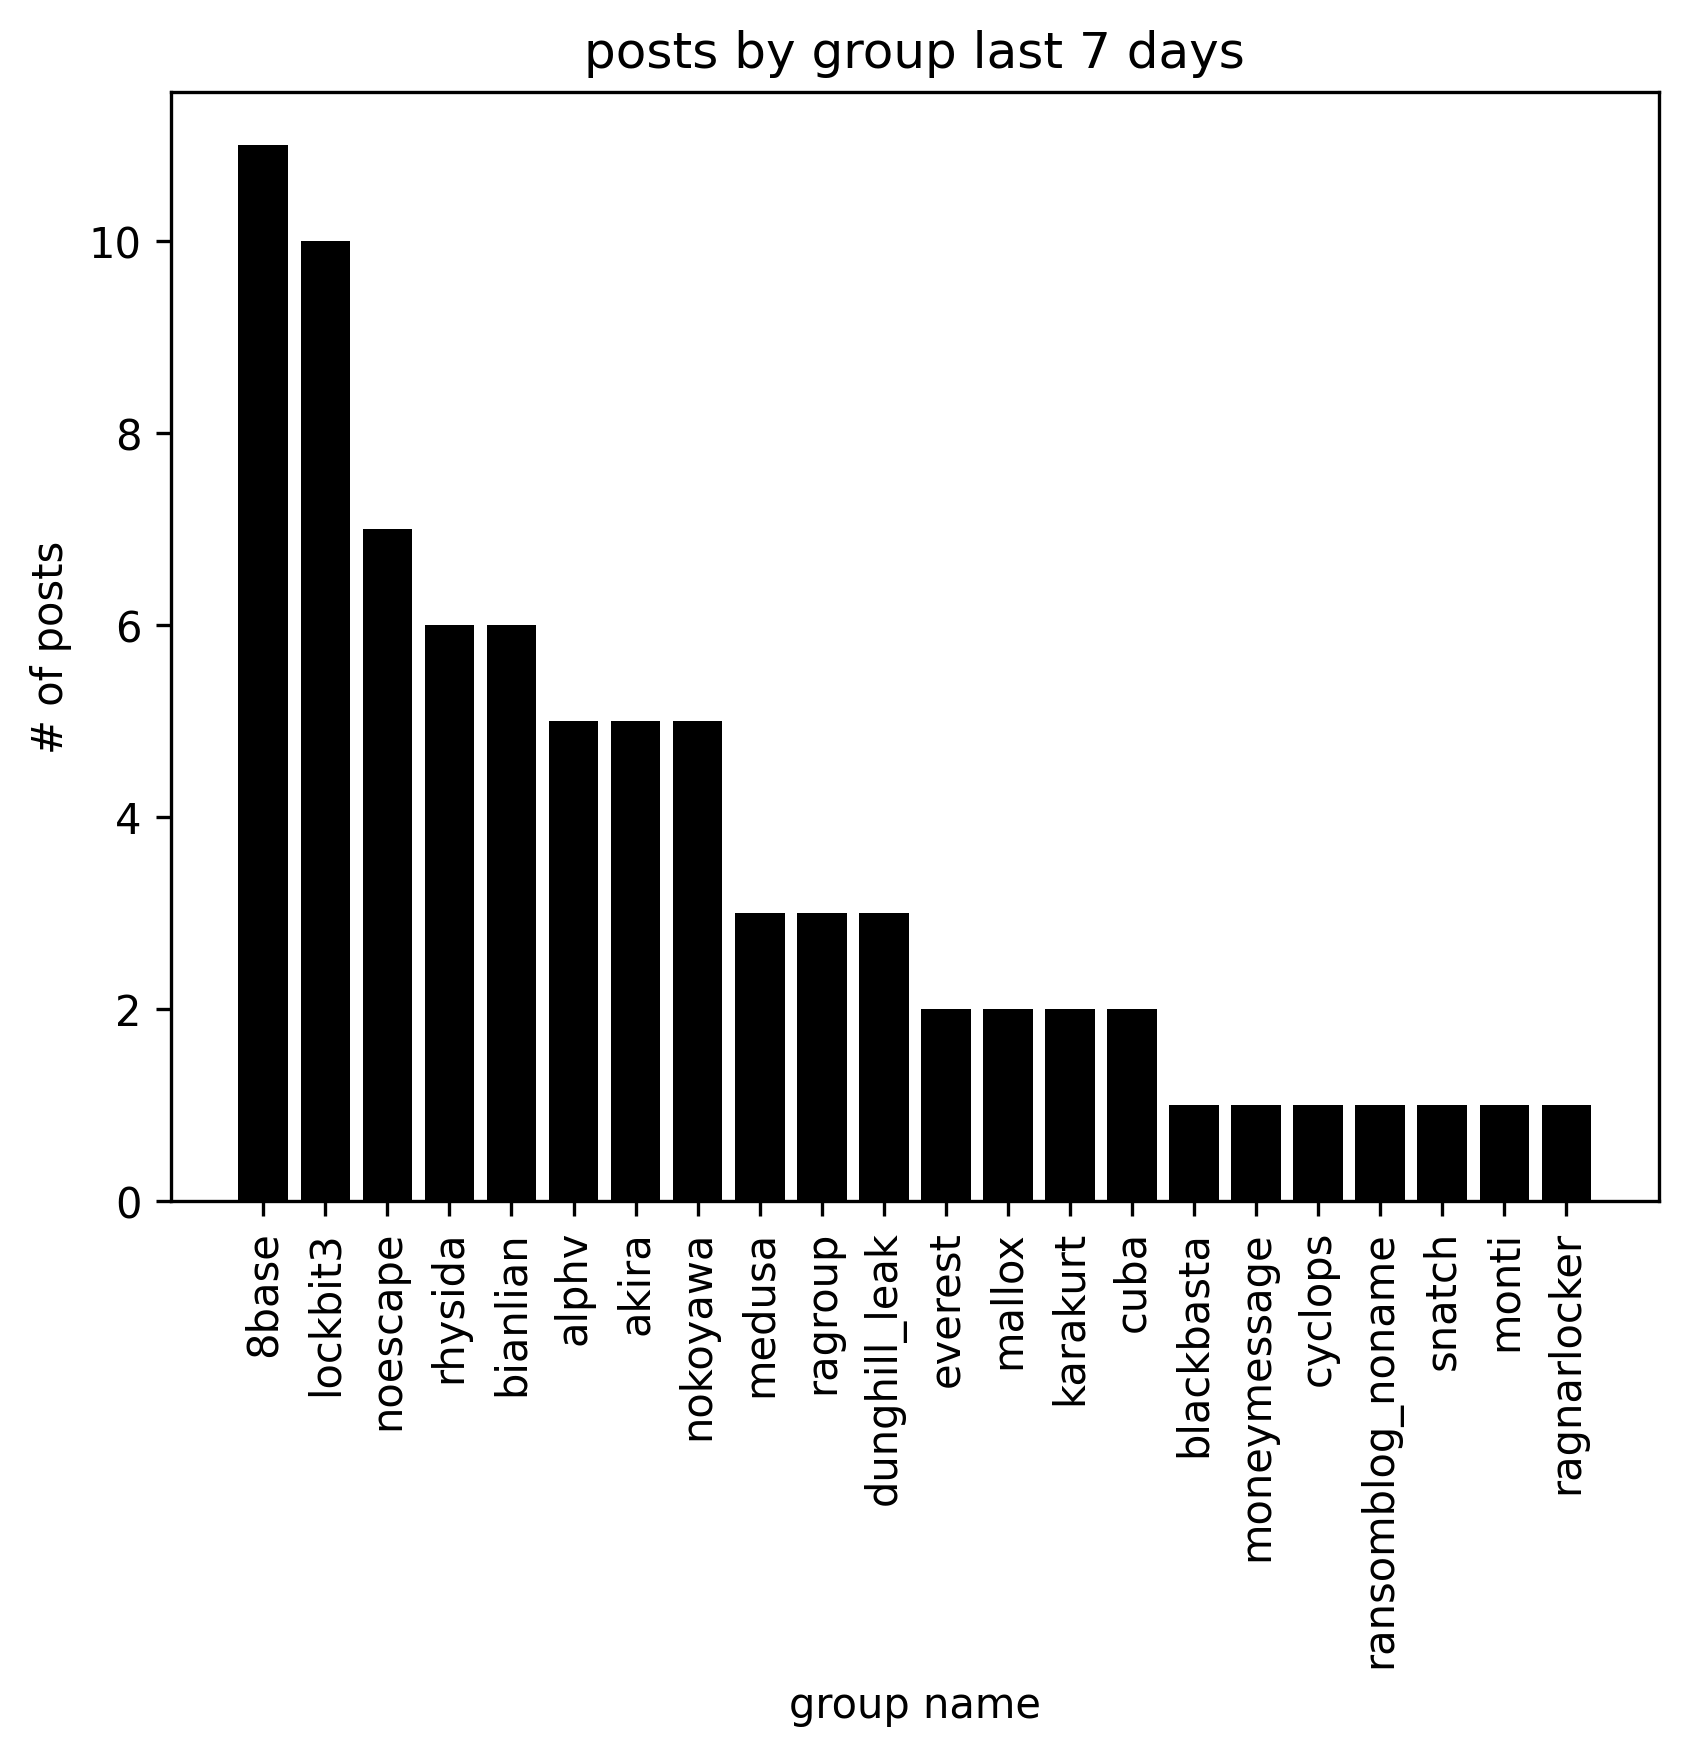 posts by group last 7 days
# of posts
10
8
6
4
2
0
8base
lockbit3
noescape
rhysida
bianlian
alphv
akira
nokoyawa
medusa
ragroup
dunghill_leak
everest
mallox
karakurt
cuba
blackbasta
moneymessage
cyclops
ransomblog_noname
snatch
monti
ragnarlocker
group name